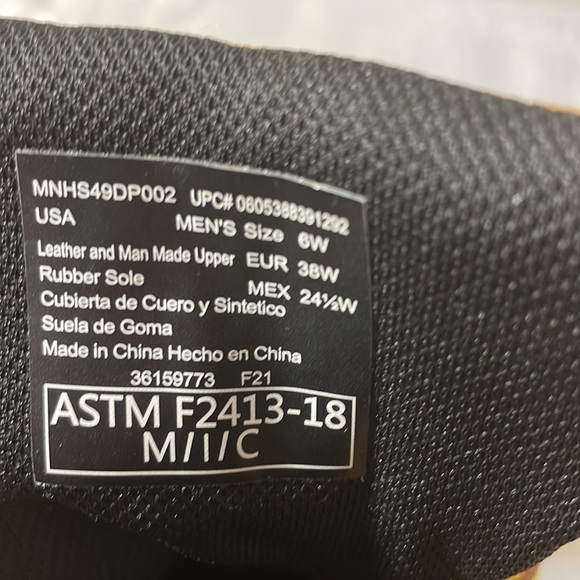 MNHS49DP002 UPC# 0605388391292
USA MEN'S Size 6W
Leather and Man Made Upper EUR 38W
Rubber Sole MEX 24½W
Cubierta de Cuero y Sintetico
Suela de Goma
Made in China Hecho en China
36159773 F21
ASTM F2413-18
M/I/C